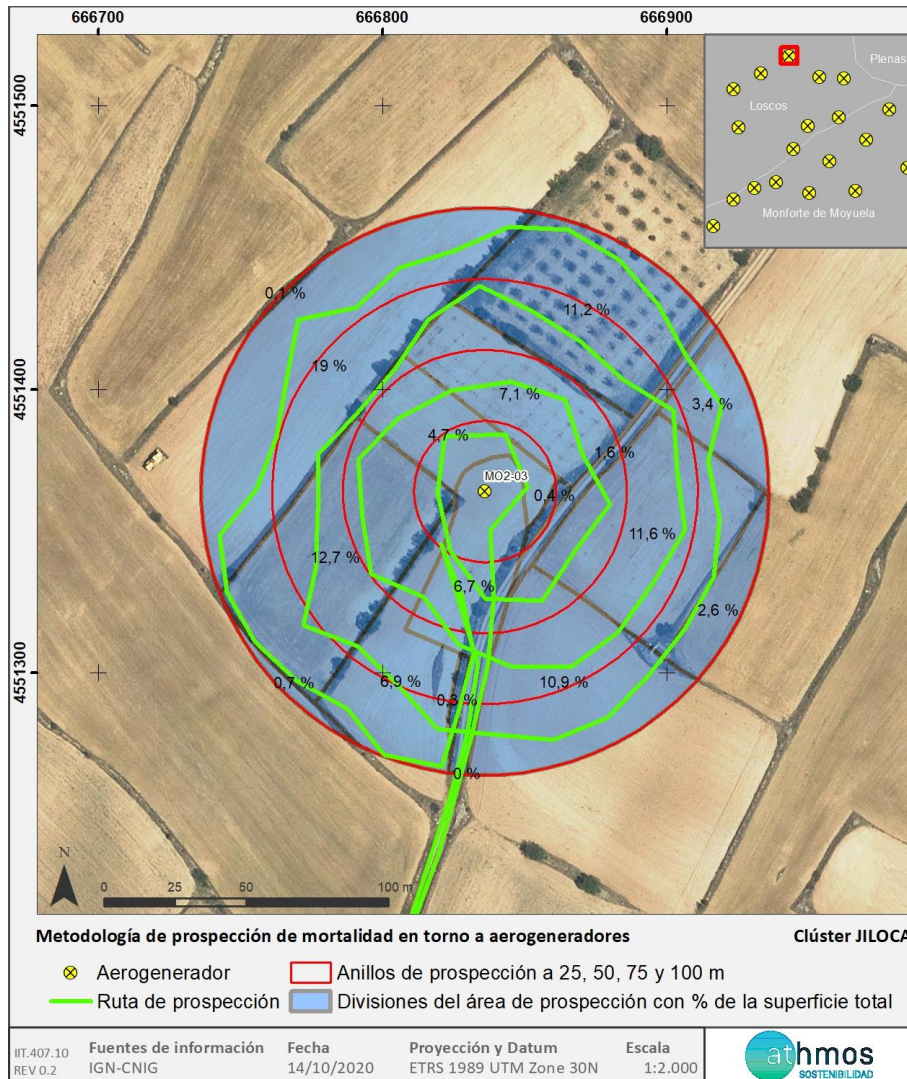 666700 666800 666900
4551500
4551400
4551300
Plenas
Loscos
Monforte de Moyuela
0,1 %
11,2 %
19 %
7,1 %
3,4 %
4,7 %
1,6 %
MO2-03
0,4 %
11,6 %
12,7 %
6,7 %
2,6 %
0,7 %
6,9 %
10,9 %
0,3 %
0 %
N
0 25 50 100 m
Metodología de prospección de mortalidad en torno a aerogeneradores Clúster JILOCA
Aerogenerador Anillos de prospección a 25, 50, 75 y 100 m
Ruta de prospección Divisiones del área de prospección con % de la superficie total
IIT.407.10 Fuentes de información Fecha Proyección y Datum Escala
REV 0.2 IGN-CNIG 14/10/2020 ETRS 1989 UTM Zone 30N 1:2.000
athmos
SOSTENIBILIDAD